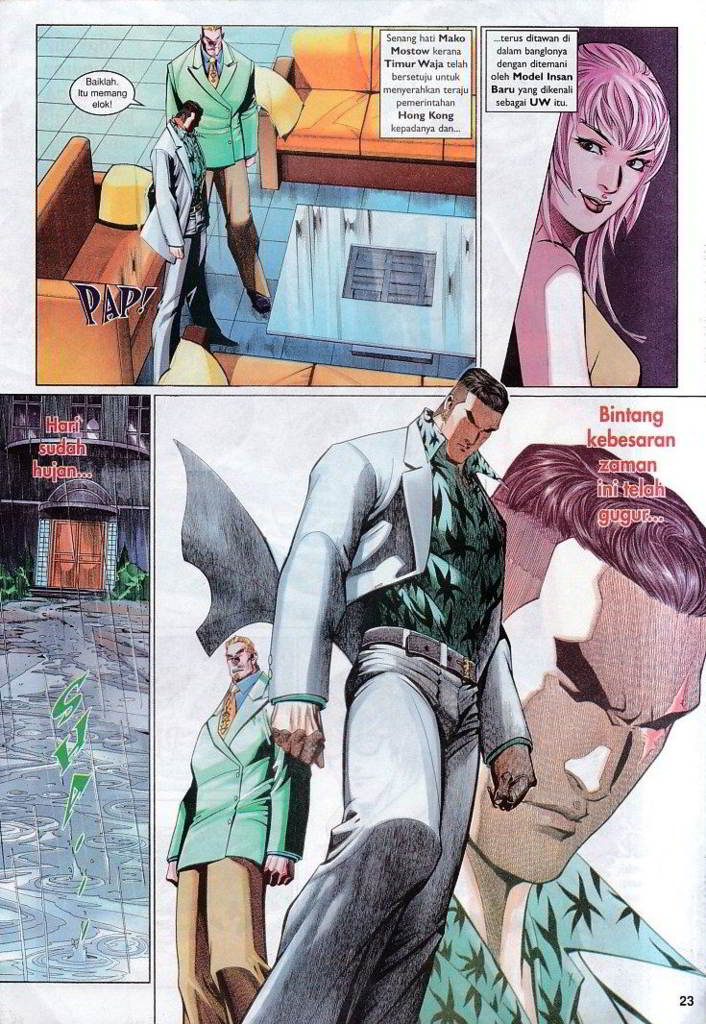 Baiklah.
Itu memang
elok!
Senang hati Mako
Mostow kerana
Timur Waja telah
bersetuju untuk
menyerahkan teraju
pemerintahan
Hong Kong
kepadanya dan...
...terus ditawan di
dalam banglonya
dengan ditemani
oleh Model Insan
Baru yang dikenali
sebagai UW itu.
PAP!
Hari
sudah
hujan...
Bintang
kebesaran
zaman
ini telah
gugur...
23